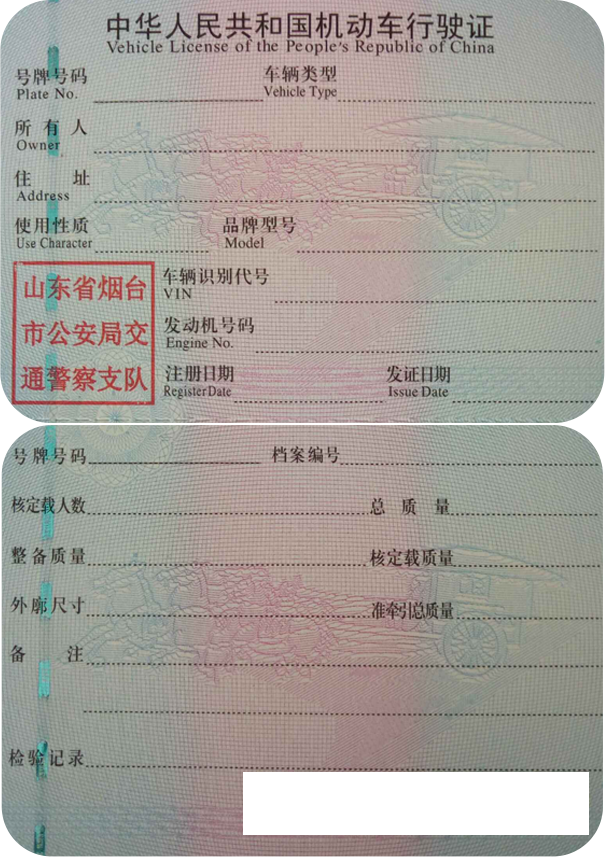 中华人民共和国机动车行驶证
Vehicle License of the People's Republic of China
号牌号码 车辆类型
Plate No. Vehicle Type
所有人
Owner
住址
Address
使用性质 品牌型号
Use Character Model
山东省烟台
市公安局交
通警察支队
车辆识别代号
VIN
发动机号码
Engine No.
注册日期 发证日期
Register Date Issue Date
号牌号码 档案编号
核定载人数 总质量
整备质量 核定载质量
外廓尺寸 准牵引总质量
备注
检验记录